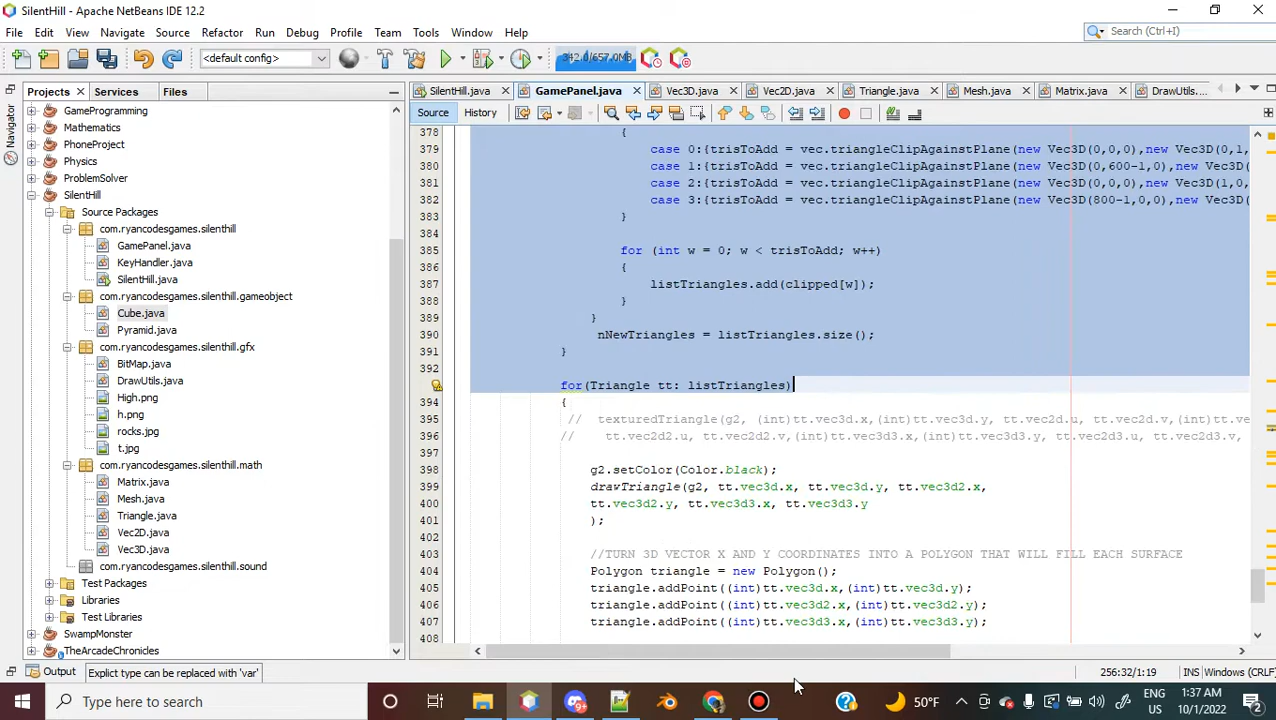 SilentHill - Apache NetBeans IDE 12.2
File Edit View Navigate Source Refactor Run Debug Profile Team Tools Window Help
Search (Ctrl+I)
<default config>
342.0/657.0MB
Projects Services Files
SilentHill.java GamePanel.java Vec3D.java Vec2D.java Triangle.java Mesh.java Matrix.java DrawUtils....
Source History
Navigator
GameProgramming
Mathematics
PhoneProject
Physics
ProblemSolver
SilentHill
Source Packages
com.ryancodesgames.silenthill
GamePanel.java
KeyHandler.java
SilentHill.java
com.ryancodesgames.silenthill.gameobject
Cube.java
Pyramid.java
com.ryancodesgames.silenthill.gfx
BitMap.java
DrawUtils.java
High.png
h.png
rocks.jpg
t.jpg
com.ryancodesgames.silenthill.math
Matrix.java
Mesh.java
Triangle.java
Vec2D.java
Vec3D.java
com.ryancodesgames.silenthill.sound
Test Packages
Libraries
Test Libraries
SwampMonster
TheArcadeChronicles
378 {
379 case 0:{trisToAdd = vec.triangleClipAgainstPlane(new Vec3D(0,0,0),new Vec3D(0,1,
380 case 1:{trisToAdd = vec.triangleClipAgainstPlane(new Vec3D(0,600-1,0),new Vec3D(
381 case 2:{trisToAdd = vec.triangleClipAgainstPlane(new Vec3D(0,0,0),new Vec3D(1,0,
382 case 3:{trisToAdd = vec.triangleClipAgainstPlane(new Vec3D(800-1,0,0),new Vec3D(
383 }
384
385 for (int w = 0; w < trisToAdd; w++)
386 {
387 listTriangles.add(clipped[w]);
388 }
389 }
390 nNewTriangles = listTriangles.size();
391 }
392
for(Triangle tt: listTriangles)
394 {
395 // texturedTriangle(g2, (int)tt.vec3d.x,(int)tt.vec3d.y, tt.vec2d.u, tt.vec2d.v,(int)tt.ve
396 // tt.vec2d2.u, tt.vec2d2.v,(int)tt.vec3d3.x,(int)tt.vec3d3.y, tt.vec2d3.u, tt.vec2d3.v,
397
398 g2.setColor(Color.black);
399 drawTriangle(g2, tt.vec3d.x, tt.vec3d.y, tt.vec3d2.x,
400 tt.vec3d2.y, tt.vec3d3.x, tt.vec3d3.y
401 );
402
403 //TURN 3D VECTOR X AND Y COORDINATES INTO A POLYGON THAT WILL FILL EACH SURFACE
404 Polygon triangle = new Polygon();
405 triangle.addPoint((int)tt.vec3d.x,(int)tt.vec3d.y);
406 triangle.addPoint((int)tt.vec3d2.x,(int)tt.vec3d2.y);
407 triangle.addPoint((int)tt.vec3d3.x,(int)tt.vec3d3.y);
408
Output Explict type can be replaced with 'var' 256:32/1:19 INS Windows (CRLF
Type here to search
50°F
ENG
US
1:37 AM
10/1/2022
2